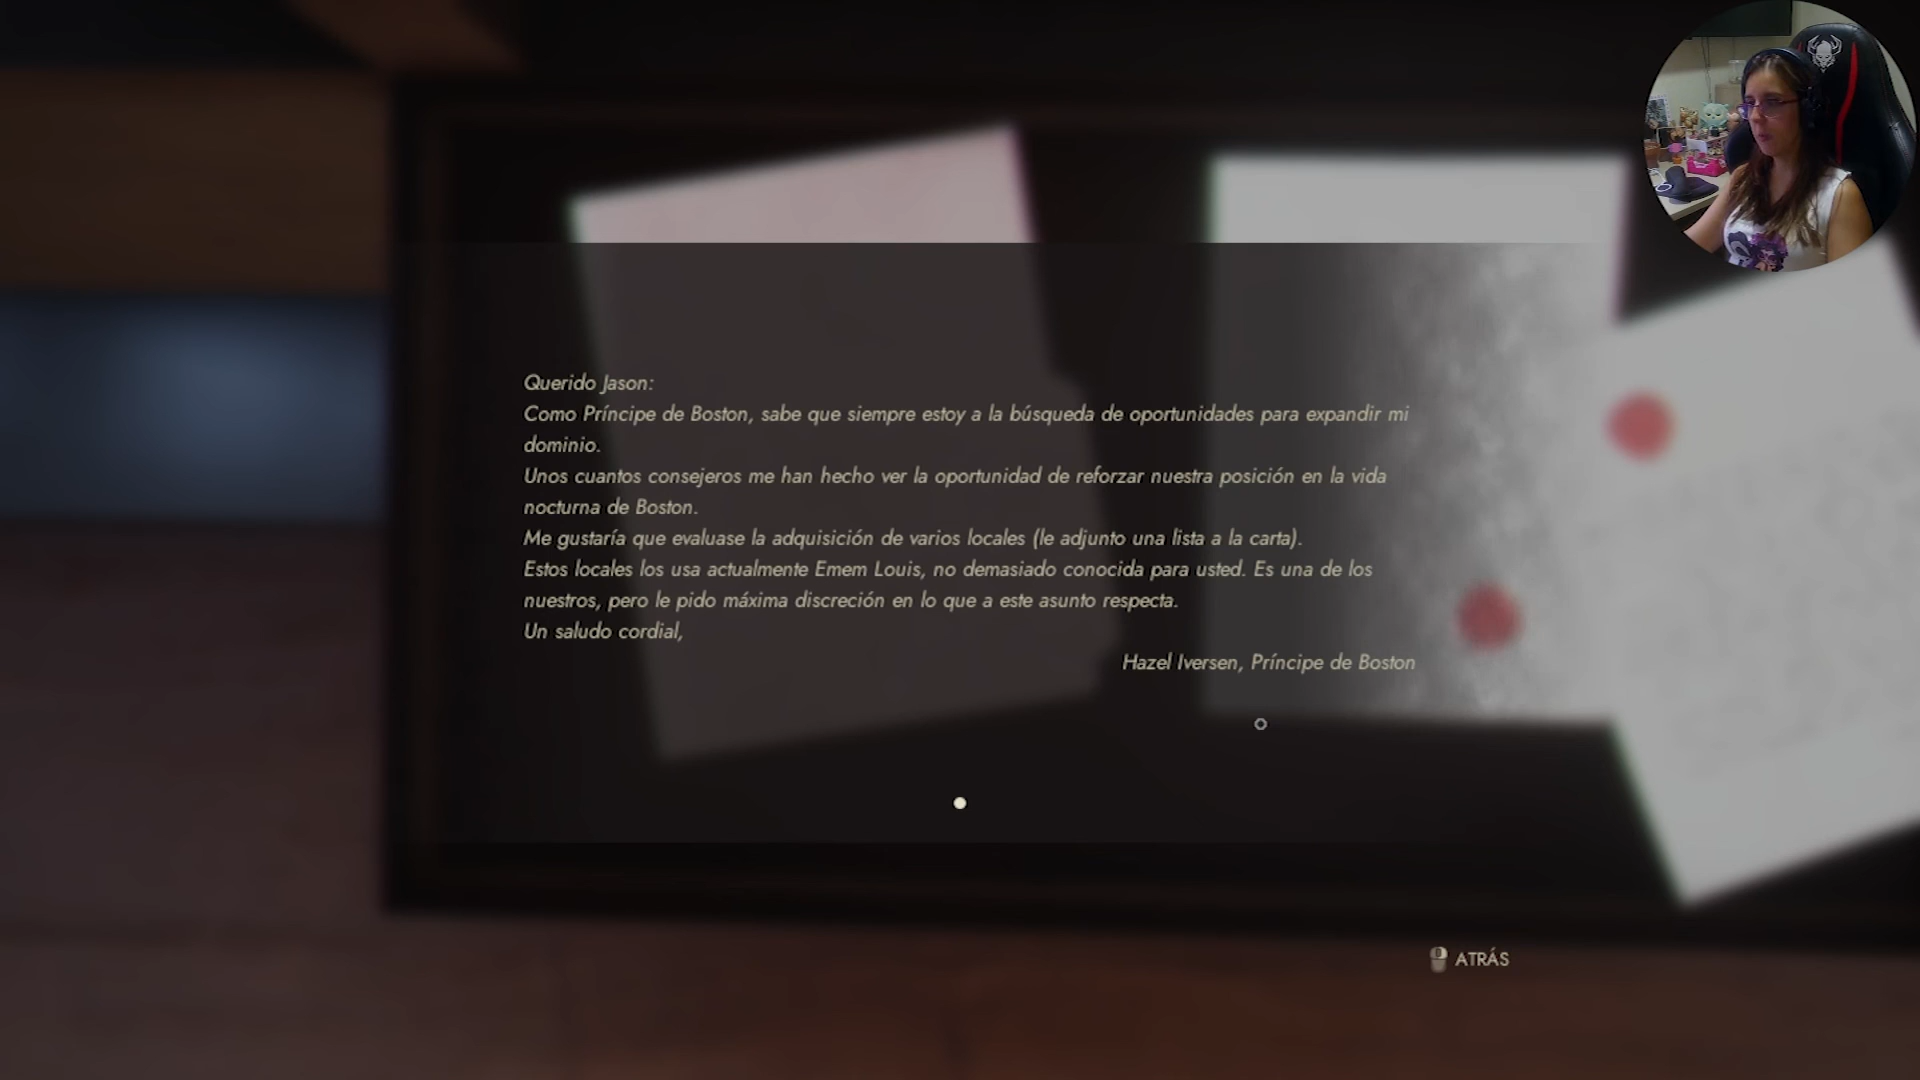 Querido Jason:
Como Príncipe de Boston, sabe que siempre estoy a la búsqueda de oportunidades para expandir mi
dominio.
Unos cuantos consejeros me han hecho ver la oportunidad de reforzar nuestra posición en la vida
nocturna de Boston.
Me gustaría que evaluase la adquisición de varios locales (le adjunto una lista a la carta).
Estos locales los usa actualmente Emem Louis, no demasiado conocida para usted. Es una de los
nuestros, pero le pido máxima discreción en lo que a este asunto respecta.
Un saludo cordial,
Hazel Iversen, Príncipe de Boston
ATRÁS